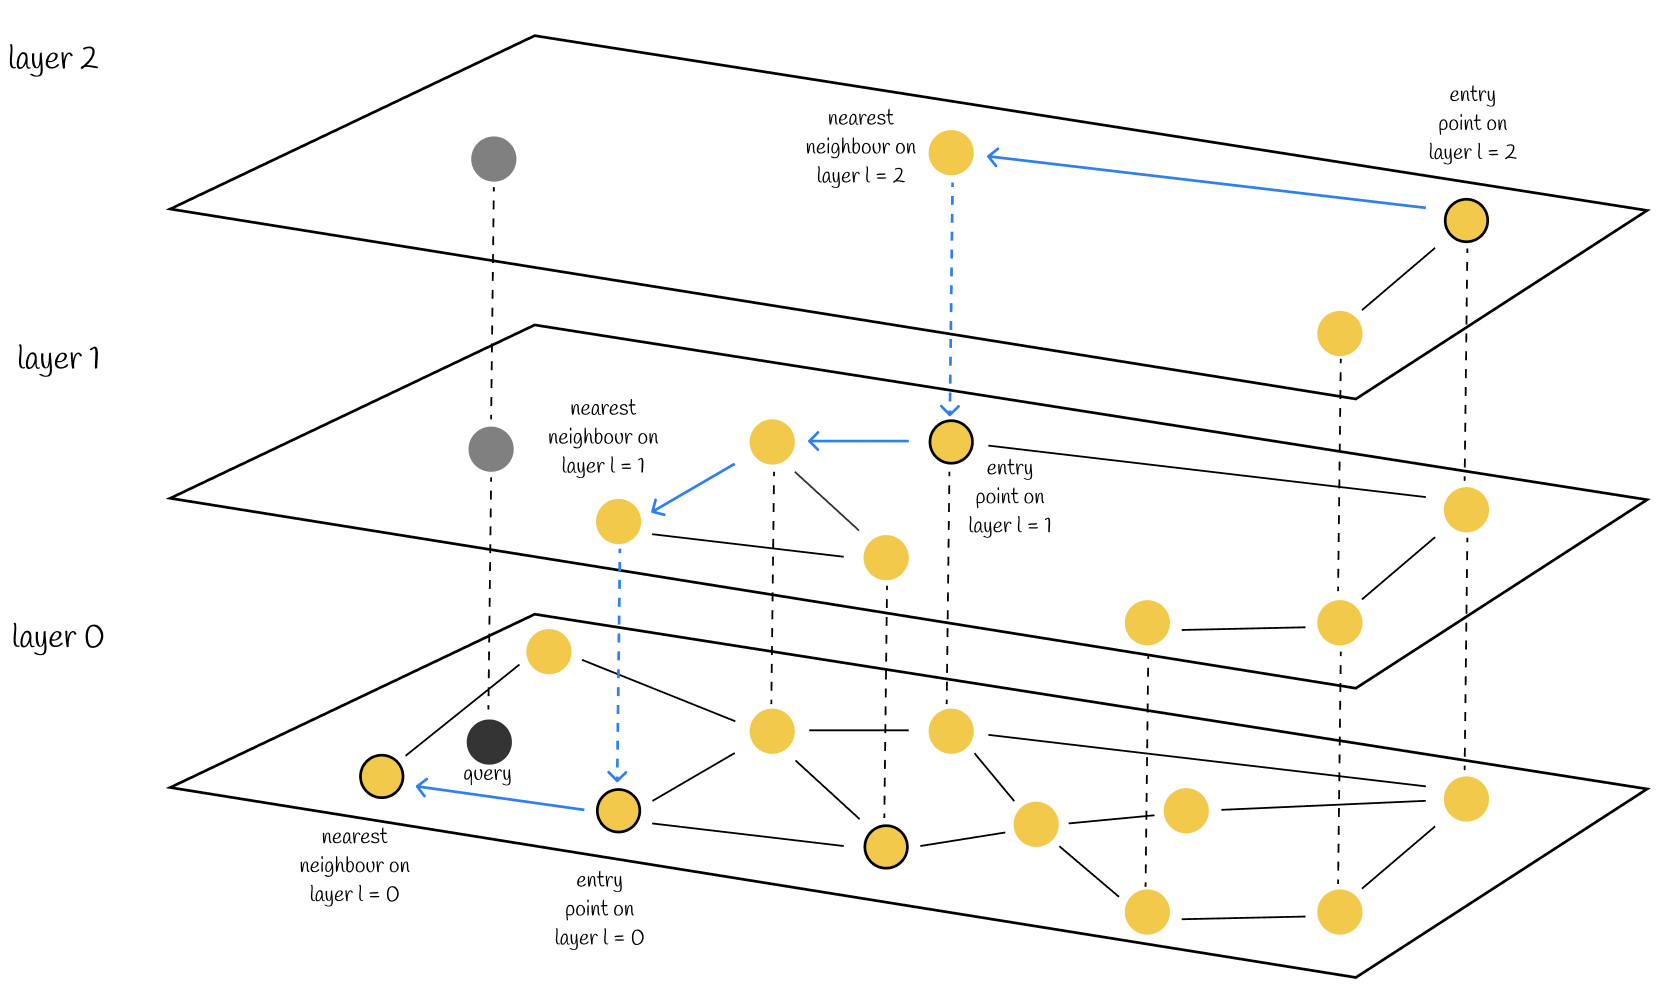 layer 2
entry
point on
layer l = 2
nearest
neighbour on
layer l = 2
layer 1
nearest
neighbour on
layer l = 1
entry
point on
layer l = 1
layer 0
query
nearest
neighbour on
layer l = 0
entry
point on
layer l = 0